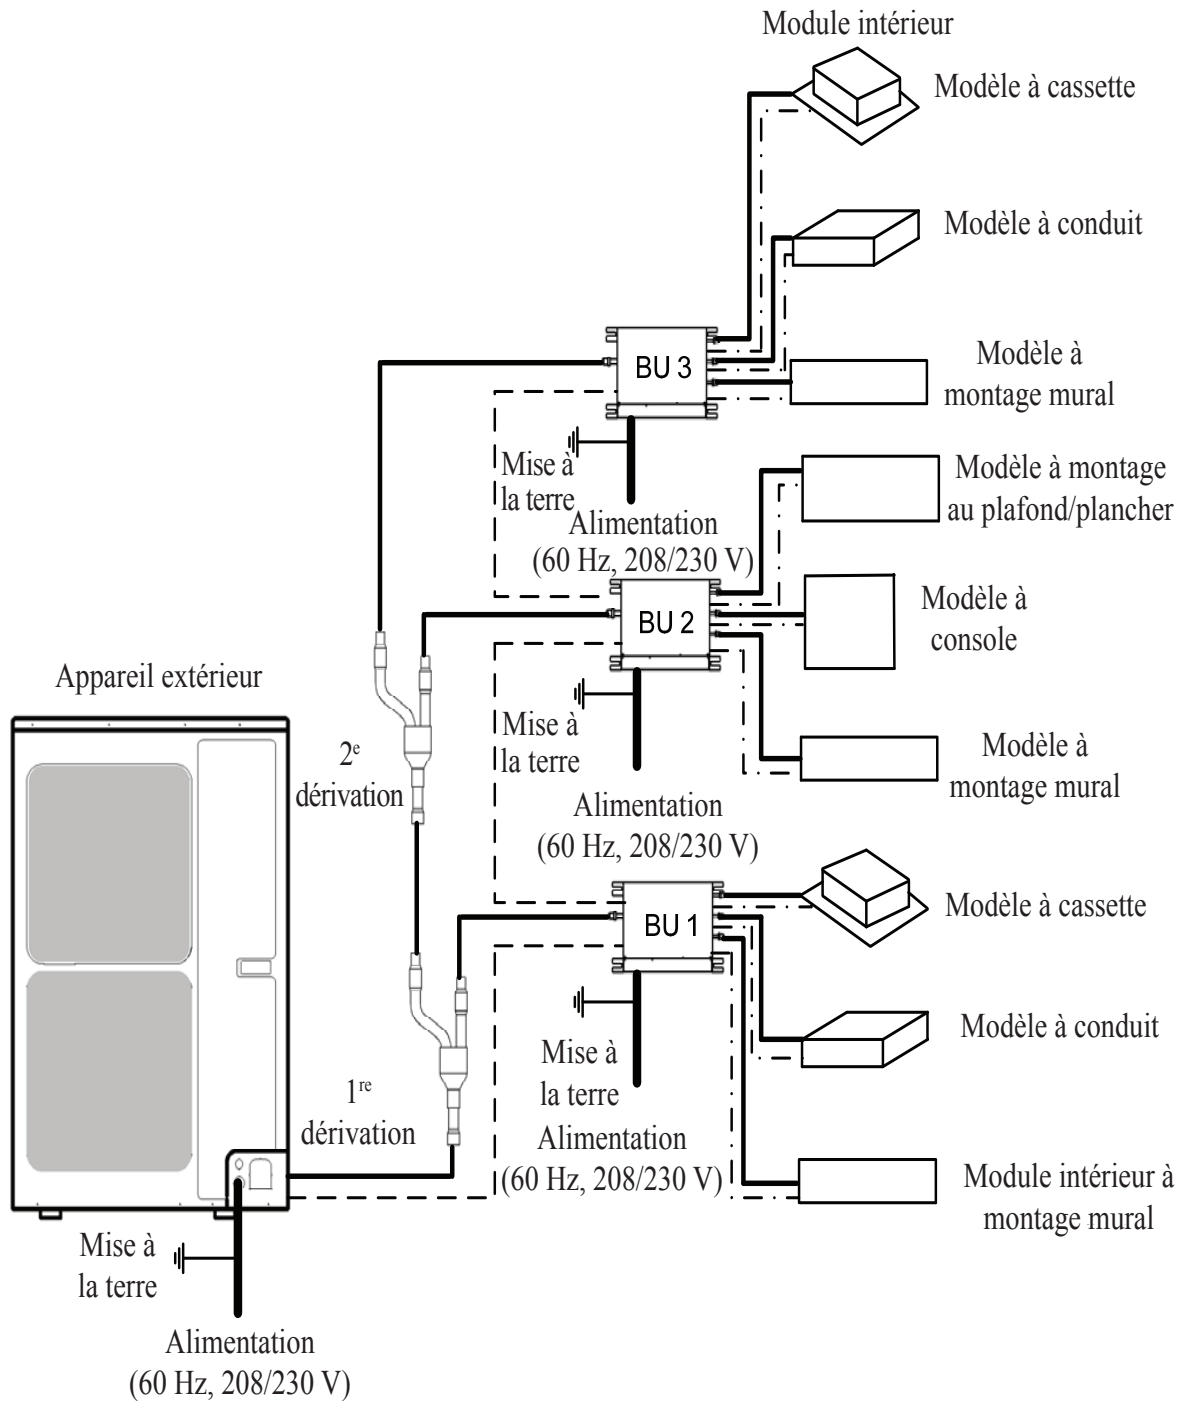 Module intérieur
Modèle à cassette
Modèle à conduit
BU 3
Modèle à
montage mural
Mise à
la terre
Alimentation
(60 Hz, 208/230 V)
Modèle à montage
au plafond/plancher
BU 2
Modèle à
console
Appareil extérieur
2e
dérivation
Mise à
la terre
Alimentation
(60 Hz, 208/230 V)
Modèle à
montage mural
BU 1
Modèle à cassette
Modèle à conduit
1re
dérivation
Mise à
la terre
Alimentation
(60 Hz, 208/230 V)
Module intérieur à
montage mural
Mise à
la terre
Alimentation
(60 Hz, 208/230 V)